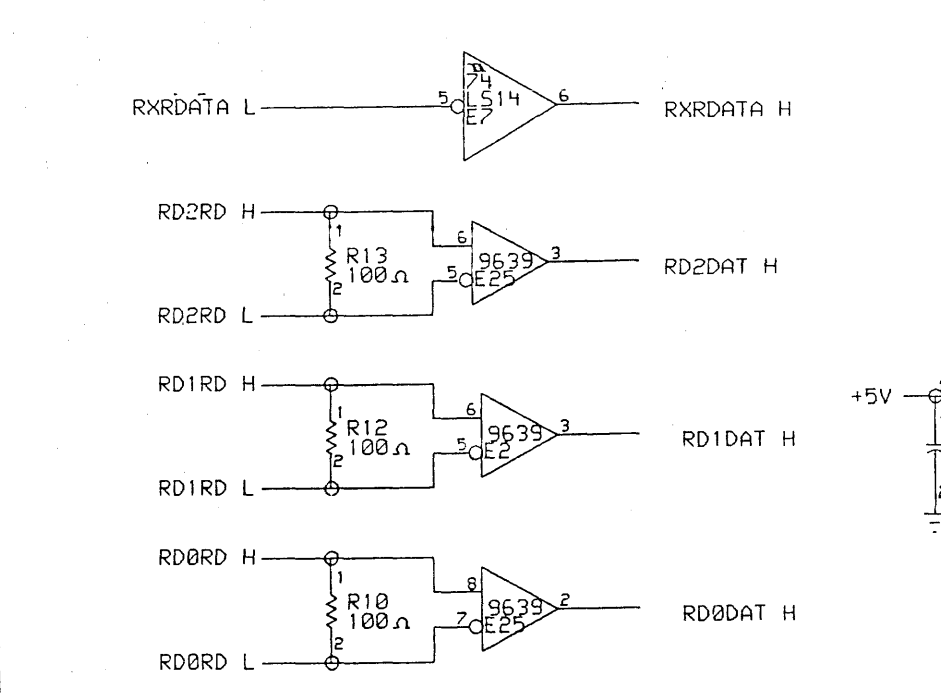 74
RXRDATA L 5 LS14 6 RXRDATA H
E7
RD2RD H
1 6 3
R13 9639 RD2DAT H
100Ω 5 E25
2
RD2RD L
RD1RD H
1 6 3
R12 9639 RD1DAT H
100Ω 5 E2
2
RD1RD L
+5V
RD0RD H
1 8 2
R10 9639 RD0DAT H
100Ω 7 E25
2
RD0RD L